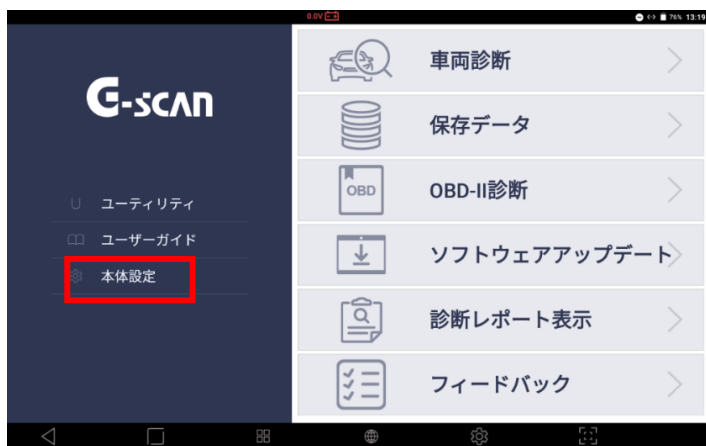 0.0V
76% 13:19
G-scan
ユーティリティ
ユーザーガイド
本体設定
車両診断
保存データ
OBD
OBD-II診断
ソフトウェアアップデート
診断レポート表示
フィードバック